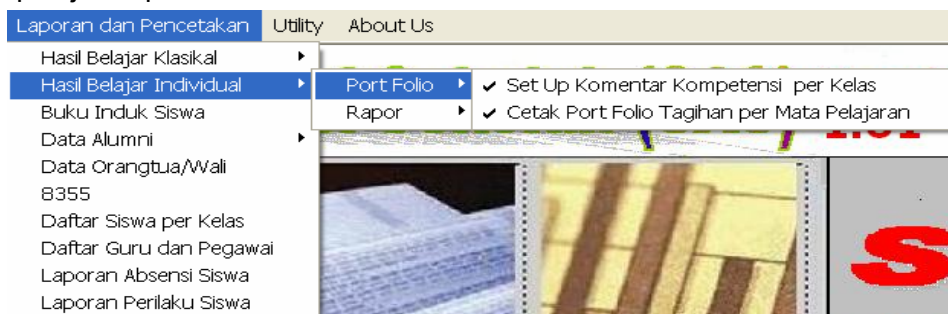 Laporan dan Pencetakan Utility About Us
Hasil Belajar Klasikal
Hasil Belajar Individual Port Folio ✔ Set Up Komentar Kompetensi per Kelas
Buku Induk Siswa Rapor ✔ Cetak Port Folio Tagihan per Mata Pelajaran
Data Alumni
Data Orangtua/Wali
8355
Daftar Siswa per Kelas
Daftar Guru dan Pegawai
Laporan Absensi Siswa
Laporan Perilaku Siswa
S